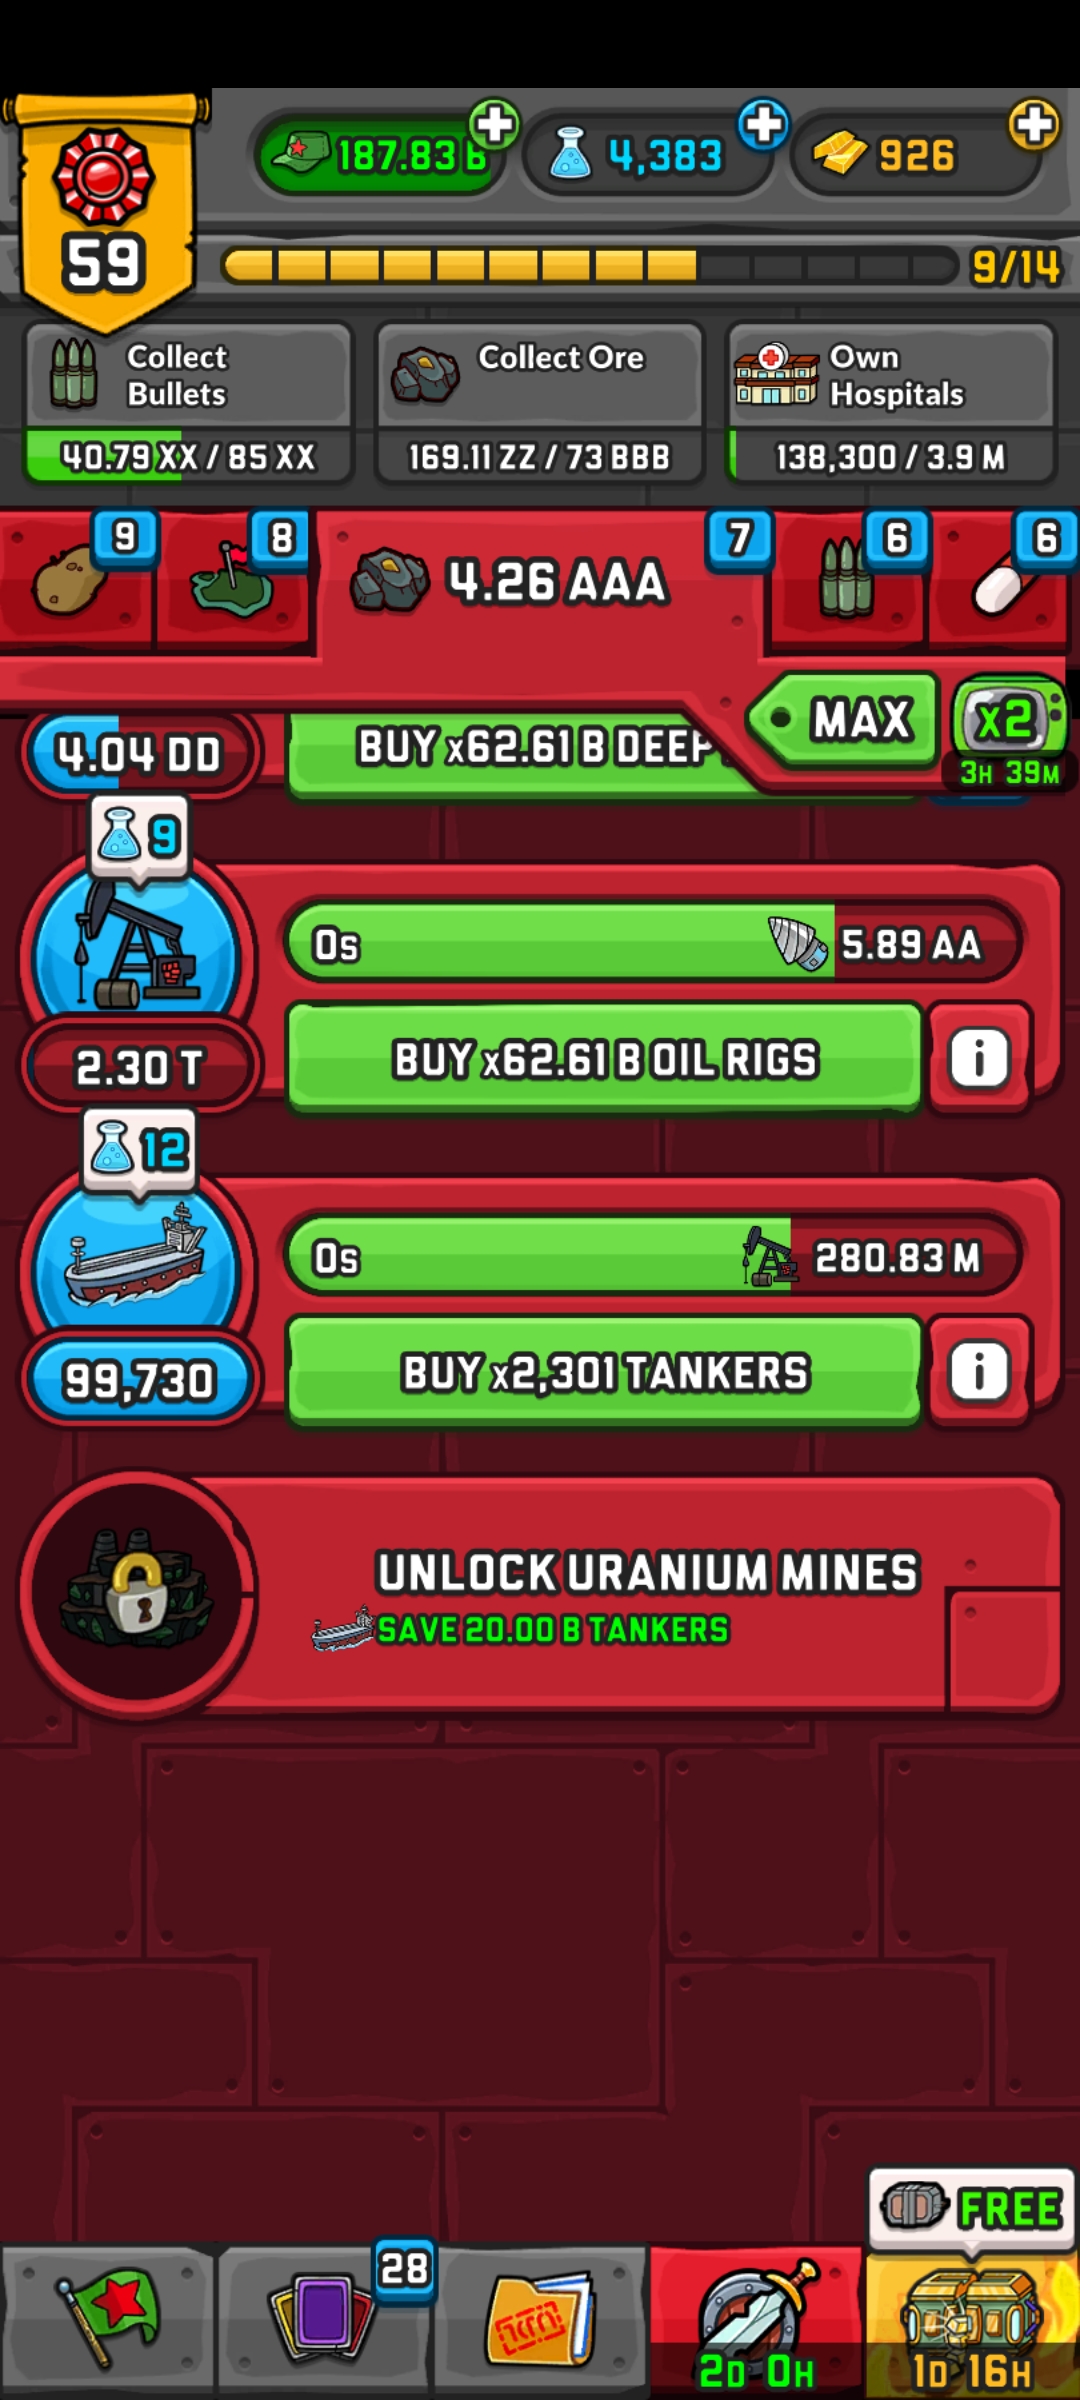 187.83 B
4,383
926
59
9/14
Collect
Bullets
40.79 XX / 85 XX
Collect Ore
169.11 ZZ / 73 BBB
Own
Hospitals
138,300 / 3.9 M
9
8
4.26 AAA
7
6
6
MAX
x2
3H 39M
4.04 DD
BUY x62.61 B DEEP
9
0s
5.89 AA
2.30 T
BUY x62.61 B OIL RIGS
i
12
0s
280.83 M
99,730
BUY x2,301 TANKERS
i
UNLOCK URANIUM MINES
SAVE 20.00 B TANKERS
FREE
28
2D 0H
1D 16H